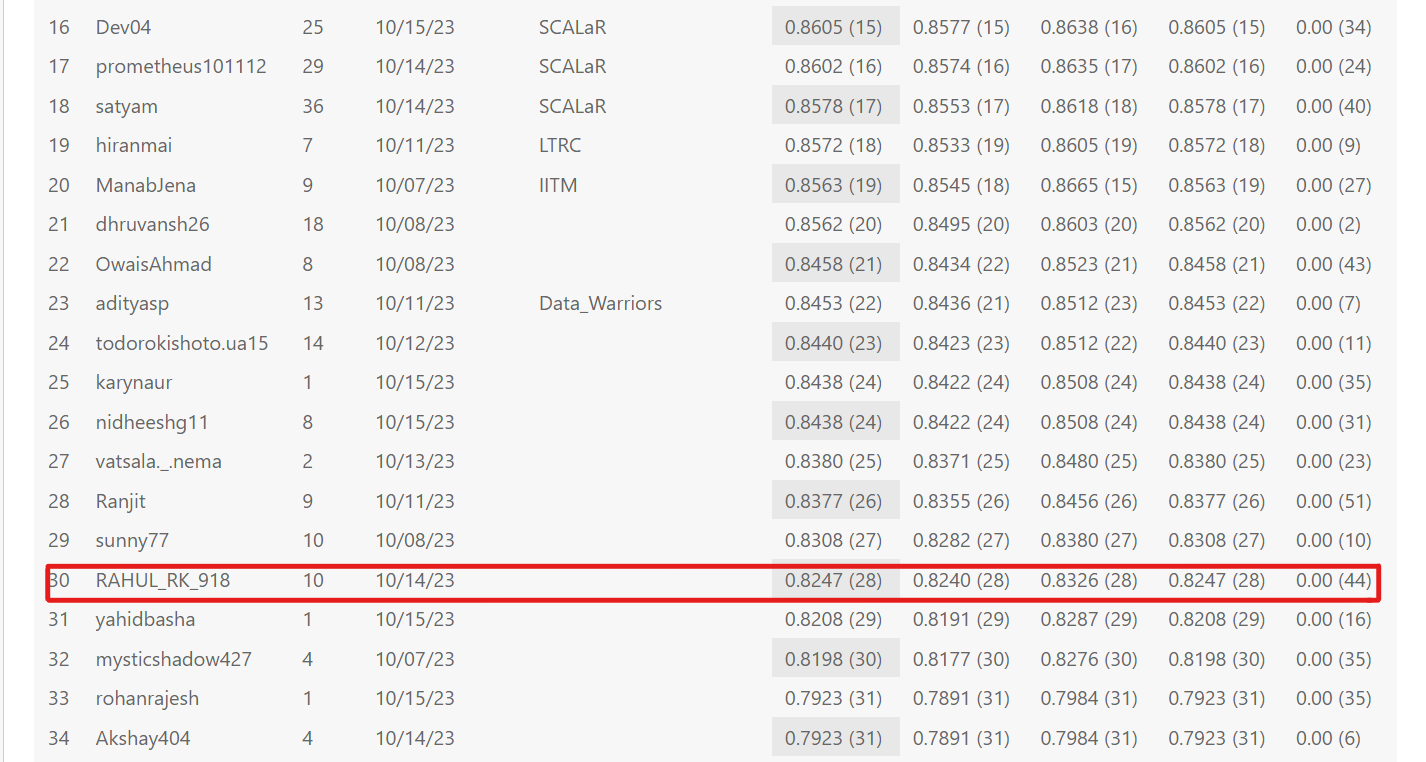 16 Dev04 25 10/15/23 SCALaR 0.8605 (15) 0.8577 (15) 0.8638 (16) 0.8605 (15) 0.00 (34)
17 prometheus101112 29 10/14/23 SCALaR 0.8602 (16) 0.8574 (16) 0.8635 (17) 0.8602 (16) 0.00 (24)
18 satyam 36 10/14/23 SCALaR 0.8578 (17) 0.8553 (17) 0.8618 (18) 0.8578 (17) 0.00 (40)
19 hiranmai 7 10/11/23 LTRC 0.8572 (18) 0.8533 (19) 0.8605 (19) 0.8572 (18) 0.00 (9)
20 ManabJena 9 10/07/23 IITM 0.8563 (19) 0.8545 (18) 0.8665 (15) 0.8563 (19) 0.00 (27)
21 dhruvansh26 18 10/08/23 0.8562 (20) 0.8495 (20) 0.8603 (20) 0.8562 (20) 0.00 (2)
22 OwaisAhmad 8 10/08/23 0.8458 (21) 0.8434 (22) 0.8523 (21) 0.8458 (21) 0.00 (43)
23 adityasp 13 10/11/23 Data_Warriors 0.8453 (22) 0.8436 (21) 0.8512 (23) 0.8453 (22) 0.00 (7)
24 todorokishoto.ua15 14 10/12/23 0.8440 (23) 0.8423 (23) 0.8512 (22) 0.8440 (23) 0.00 (11)
25 karynaur 1 10/15/23 0.8438 (24) 0.8422 (24) 0.8508 (24) 0.8438 (24) 0.00 (35)
26 nidheeshg11 8 10/15/23 0.8438 (24) 0.8422 (24) 0.8508 (24) 0.8438 (24) 0.00 (31)
27 vatsala._.nema 2 10/13/23 0.8380 (25) 0.8371 (25) 0.8480 (25) 0.8380 (25) 0.00 (23)
28 Ranjit 9 10/11/23 0.8377 (26) 0.8355 (26) 0.8456 (26) 0.8377 (26) 0.00 (51)
29 sunny77 10 10/08/23 0.8308 (27) 0.8282 (27) 0.8380 (27) 0.8308 (27) 0.00 (10)
30 RAHUL_RK_918 10 10/14/23 0.8247 (28) 0.8240 (28) 0.8326 (28) 0.8247 (28) 0.00 (44)
31 yahidbasha 1 10/15/23 0.8208 (29) 0.8191 (29) 0.8287 (29) 0.8208 (29) 0.00 (16)
32 mysticshadow427 4 10/07/23 0.8198 (30) 0.8177 (30) 0.8276 (30) 0.8198 (30) 0.00 (35)
33 rohanrajesh 1 10/15/23 0.7923 (31) 0.7891 (31) 0.7984 (31) 0.7923 (31) 0.00 (35)
34 Akshay404 4 10/14/23 0.7923 (31) 0.7891 (31) 0.7984 (31) 0.7923 (31) 0.00 (6)